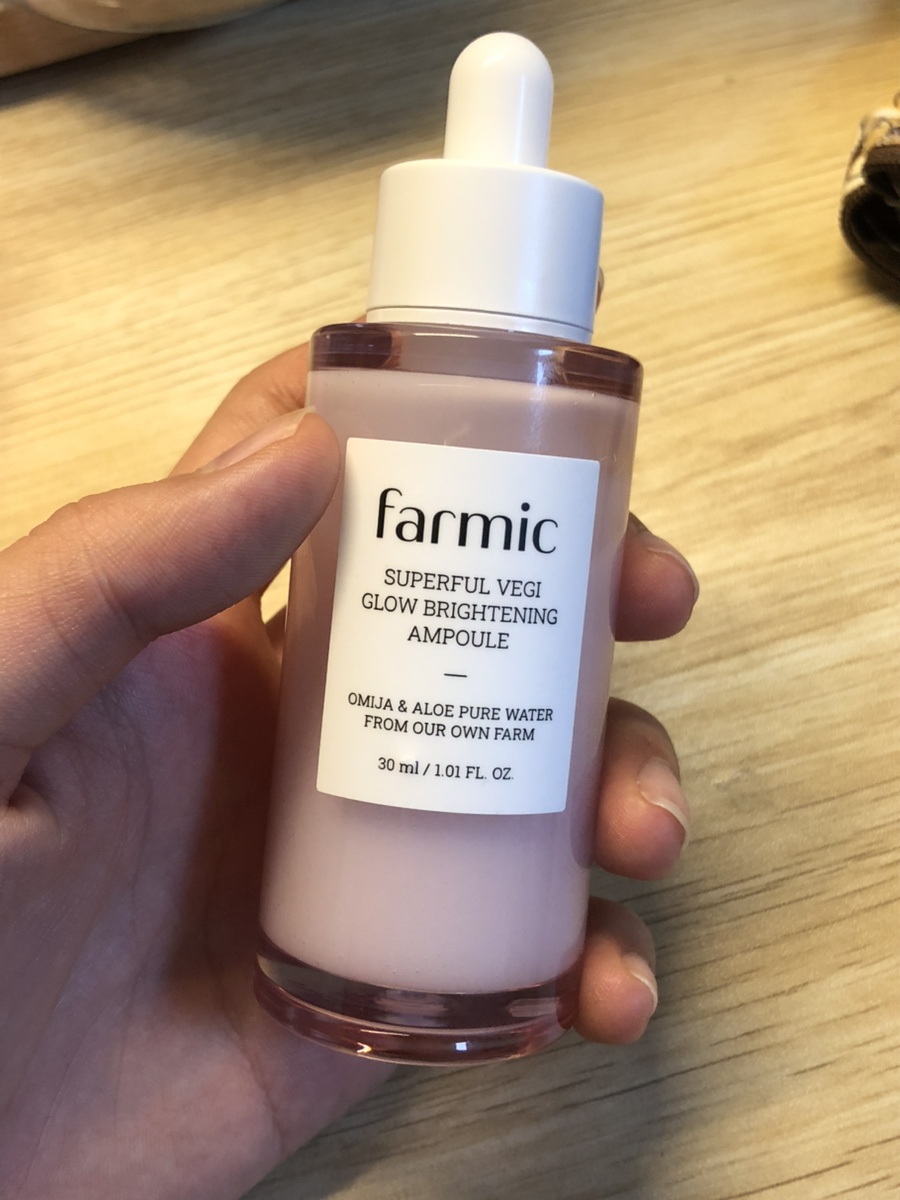 farmic
SUPERFUL VEGI
GLOW BRIGHTENING
AMPOULE
—
OMIJA & ALOE PURE WATER
FROM OUR OWN FARM
30 ml / 1.01 FL. OZ.